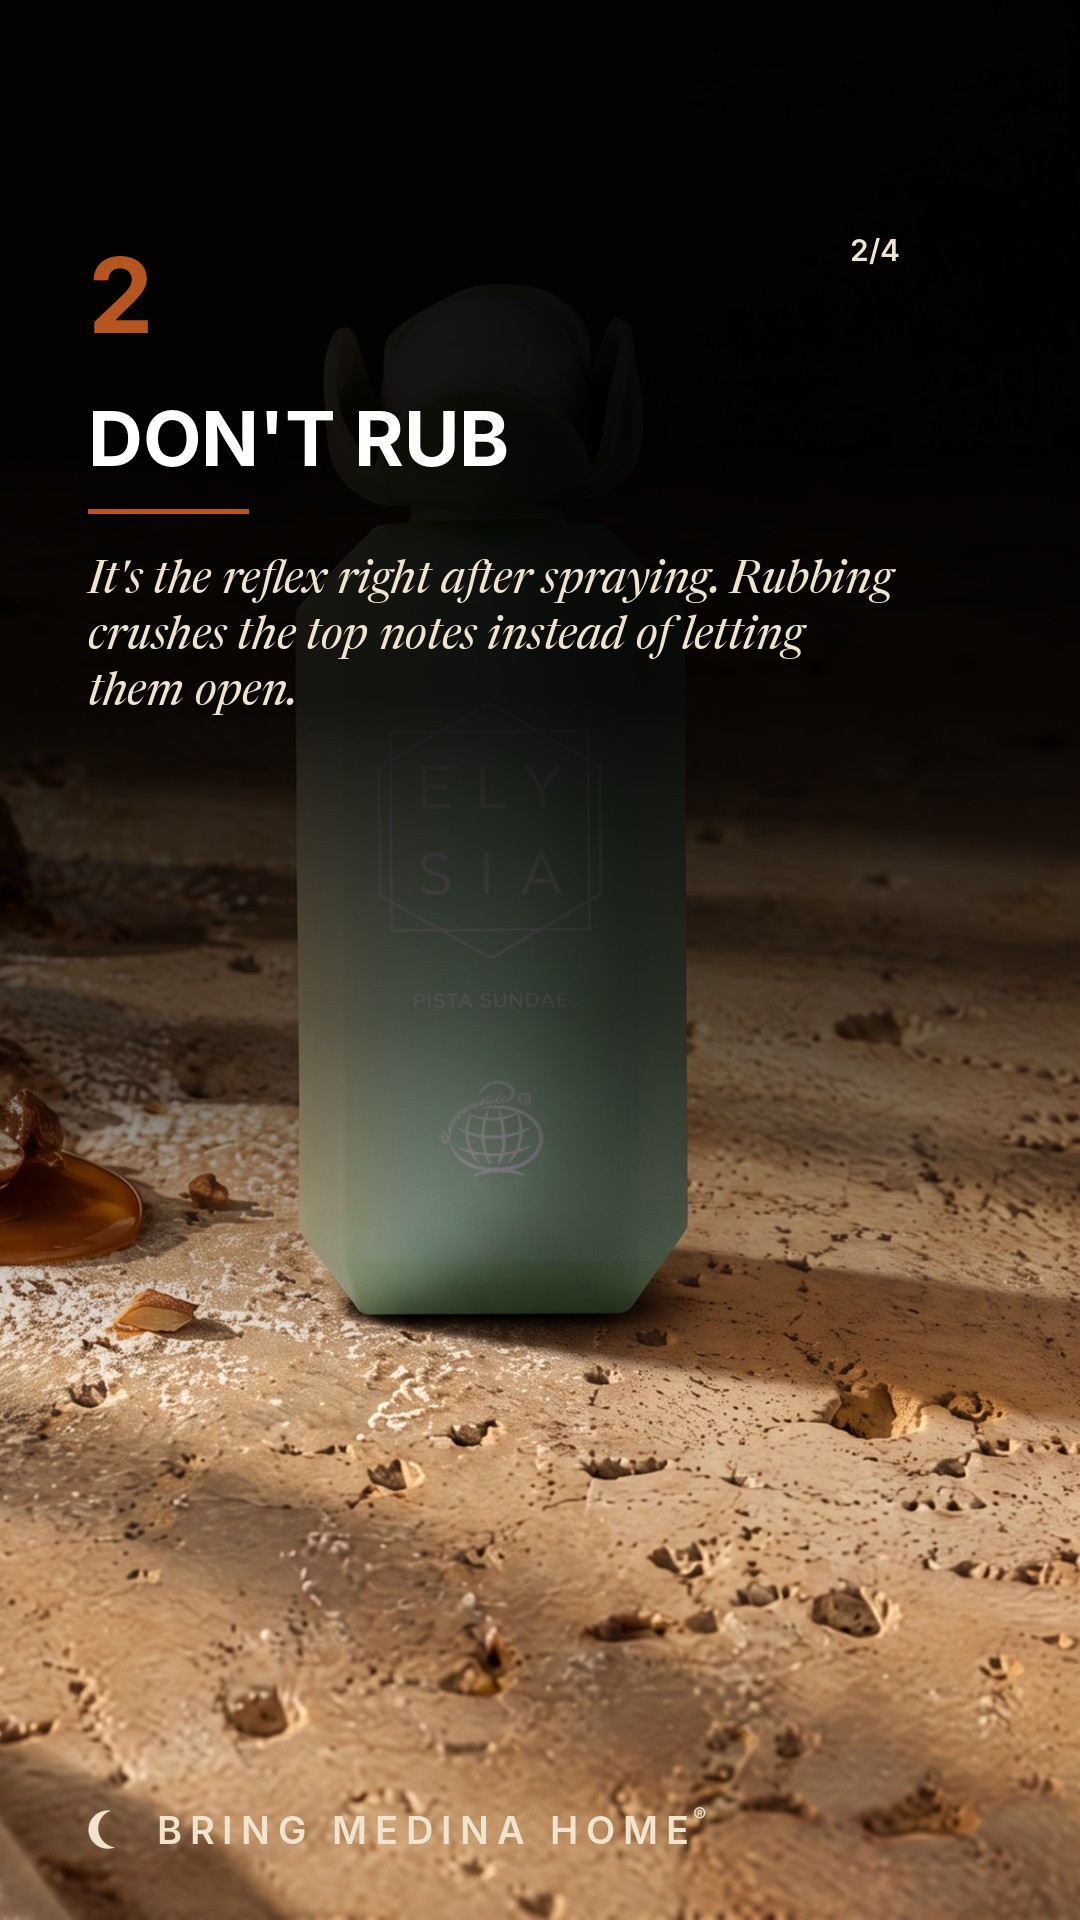 2/4
2
DON'T RUB
It's the reflex right after spraying. Rubbing
crushes the top notes instead of letting
them open.
ELY
SIA
PISTA SUNDAE
BRING MEDINA HOME®